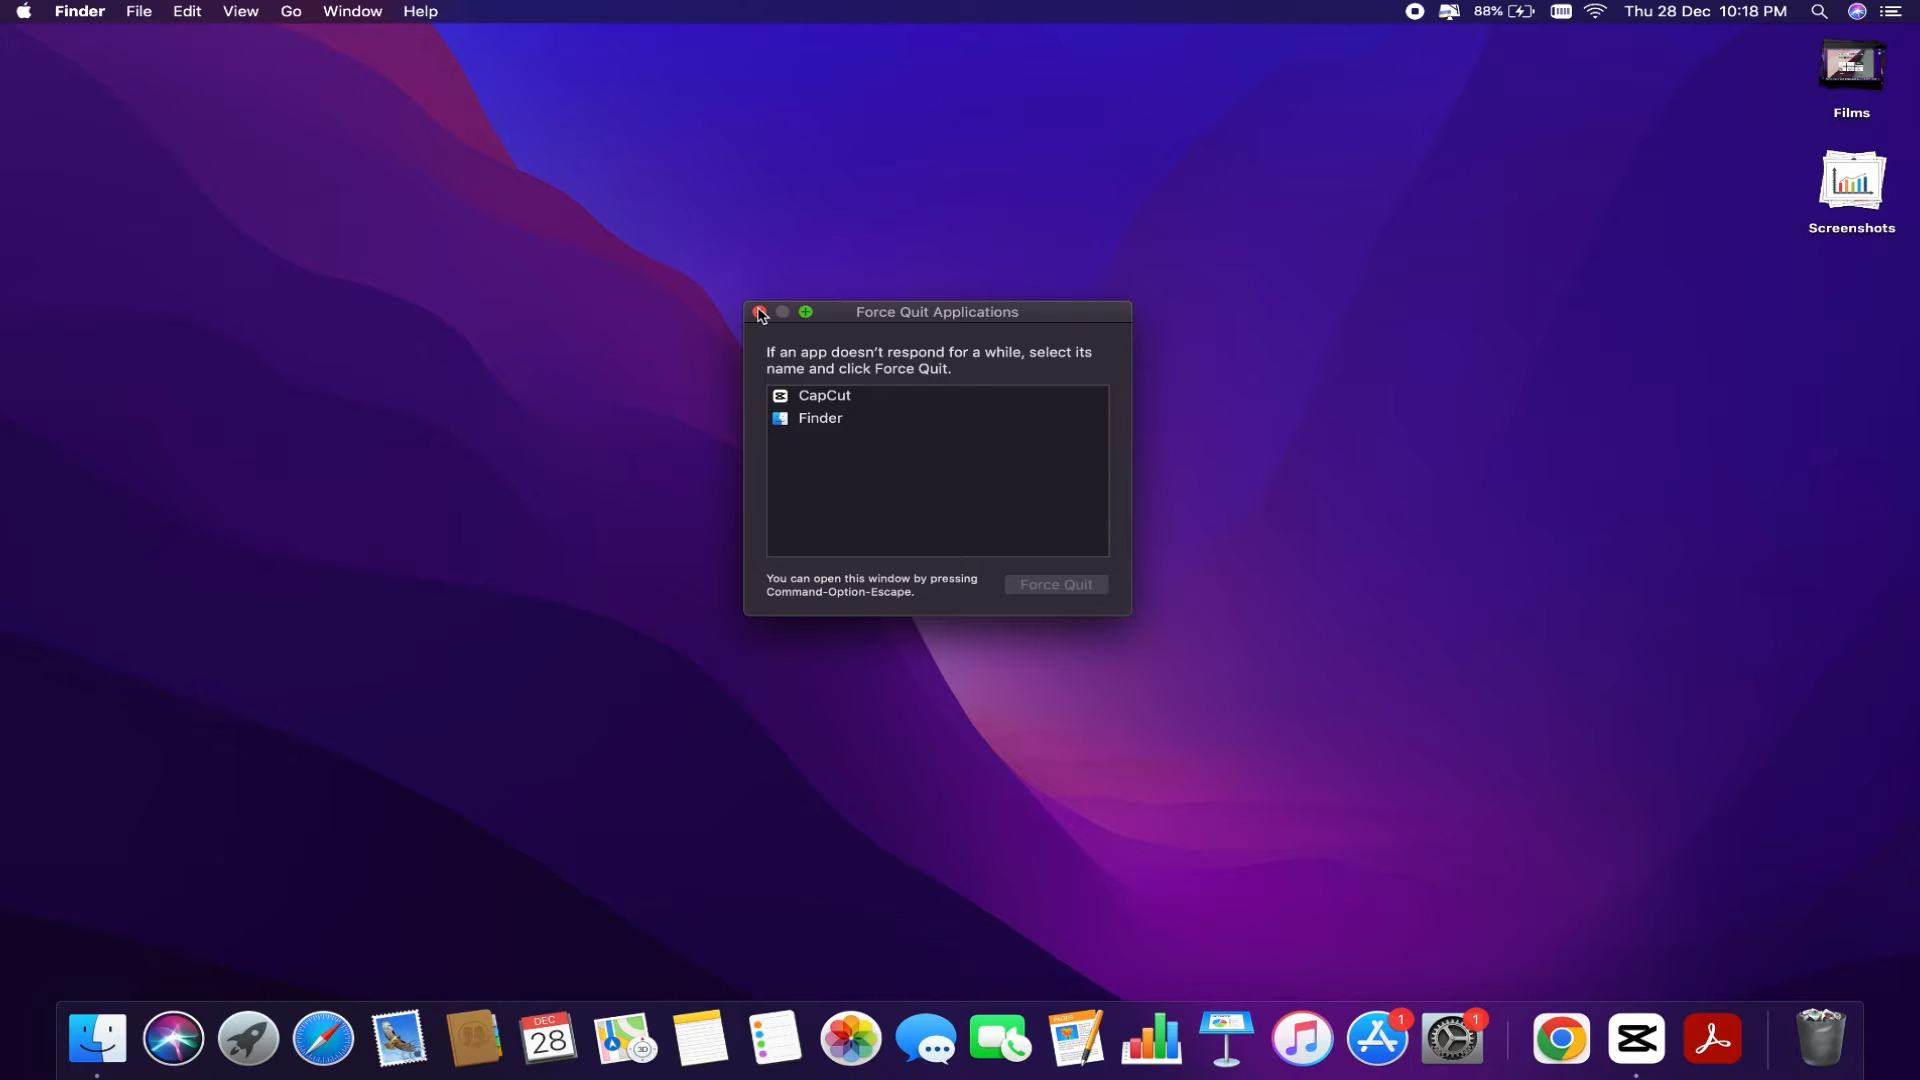 Finder File Edit View Go Window Help 88% Thu 28 Dec 10:18 PM
Films
Screenshots
Force Quit Applications
If an app doesn't respond for a while, select its
name and click Force Quit.
CapCut
Finder
You can open this window by pressing
Command-Option-Escape.
Force Quit
DEC
28
3D
PAGES
1
1